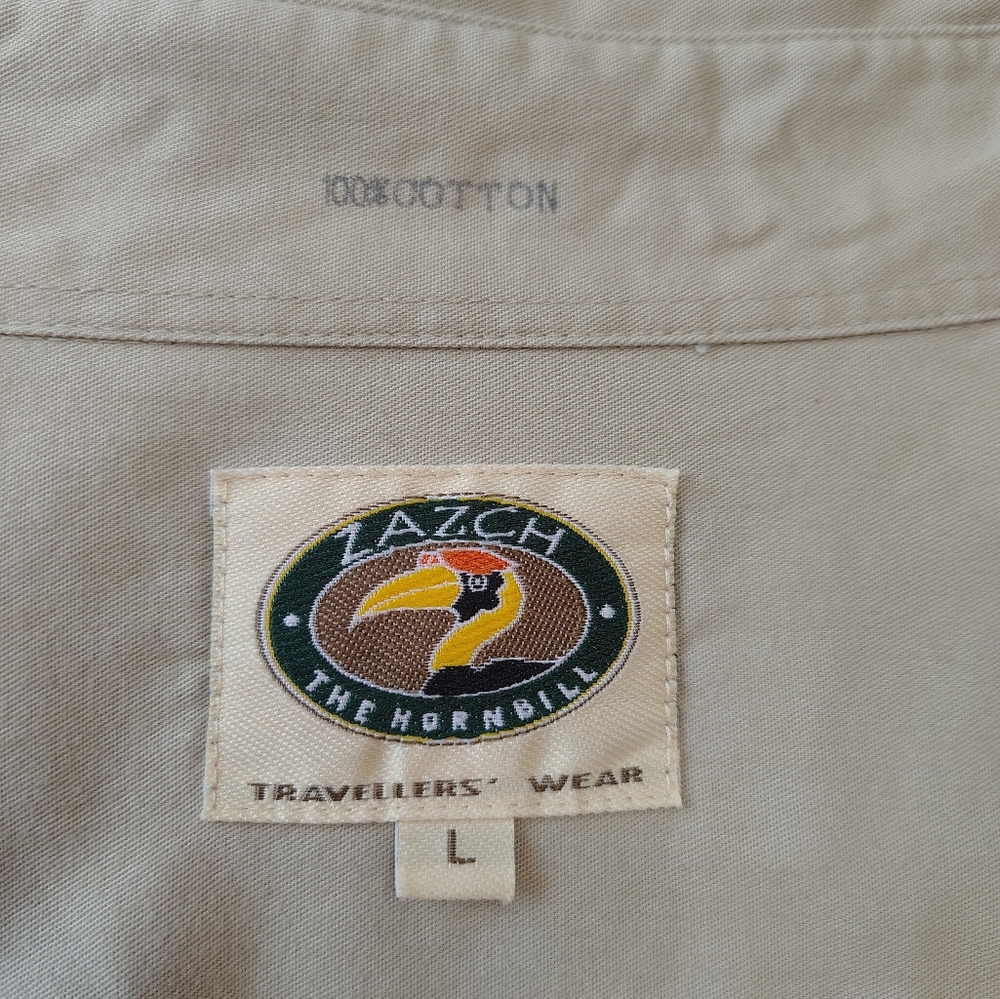 100%COTTON
ZAZCH
THE HORNBILL
TRAVELLERS' WEAR
L